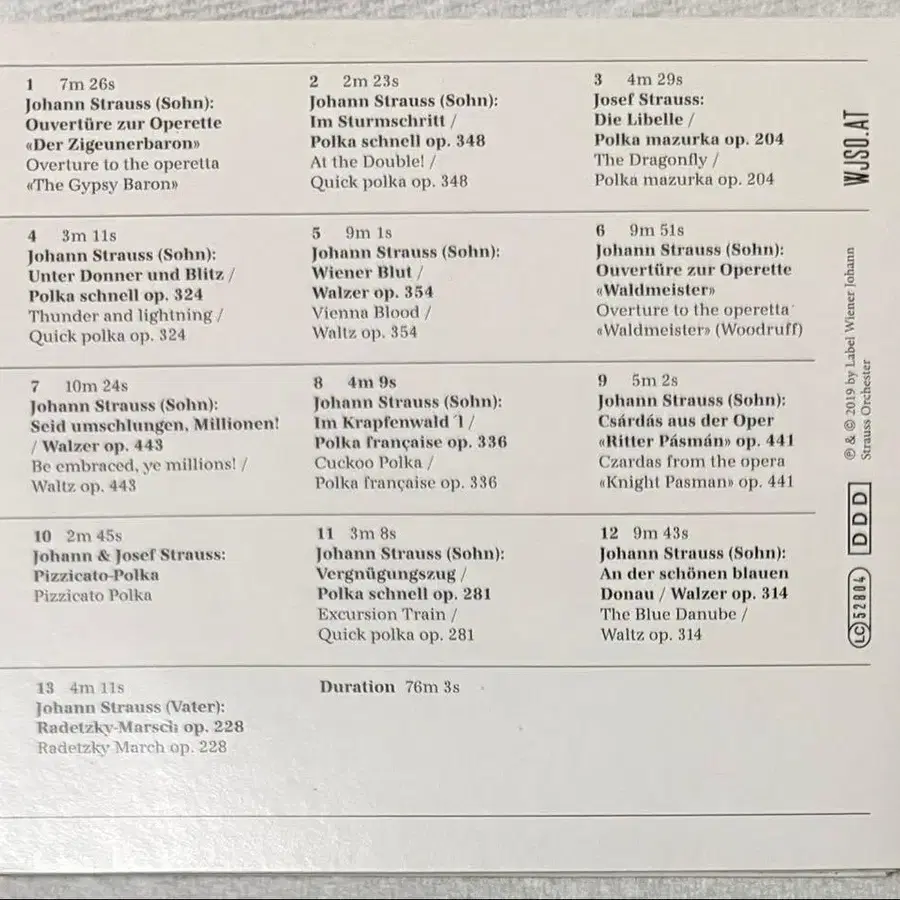 1 7m 26s
Johann Strauss (Sohn):
Ouvertüre zur Operette
«Der Zigeunerbaron»
Overture to the operetta
«The Gypsy Baron»
2 2m 23s
Johann Strauss (Sohn):
Im Sturmschritt /
Polka schnell op. 348
At the Double! /
Quick polka op. 348
3 4m 29s
Josef Strauss:
Die Libelle /
Polka mazurka op. 204
The Dragonfly /
Polka mazurka op. 204
4 3m 11s
Johann Strauss (Sohn):
Unter Donner und Blitz /
Polka schnell op. 324
Thunder and lightning /
Quick polka op. 324
5 9m 1s
Johann Strauss (Sohn):
Wiener Blut /
Walzer op. 354
Vienna Blood /
Waltz op. 354
6 9m 51s
Johann Strauss (Sohn):
Ouvertüre zur Operette
«Waldmeister»
Overture to the operetta
«Waldmeister» (Woodruff)
7 10m 24s
Johann Strauss (Sohn):
Seid umschlungen, Millionen!
/ Walzer op. 443
Be embraced, ye millions! /
Waltz op. 443
8 4m 9s
Johann Strauss (Sohn):
Im Krapfenwald´l /
Polka française op. 336
Cuckoo Polka /
Polka française op. 336
9 5m 2s
Johann Strauss (Sohn):
Csárdás aus der Oper
«Ritter Pásmán» op. 441
Czardas from the opera
«Knight Pasman» op. 441
10 2m 45s
Johann & Josef Strauss:
Pizzicato-Polka
Pizzicato Polka
11 3m 8s
Johann Strauss (Sohn):
Vergnügungszug /
Polka schnell op. 281
Excursion Train /
Quick polka op. 281
12 9m 43s
Johann Strauss (Sohn):
An der schönen blauen
Donau / Walzer op. 314
The Blue Danube /
Waltz op. 314
13 4m 11s
Johann Strauss (Vater):
Radetzky-Marsch op. 228
Radetzky March op. 228
Duration 76m 3s
WJSO.AT
℗ & © 2019 by Label Wiener Johann
Strauss Orchester
DDD
LC 52804